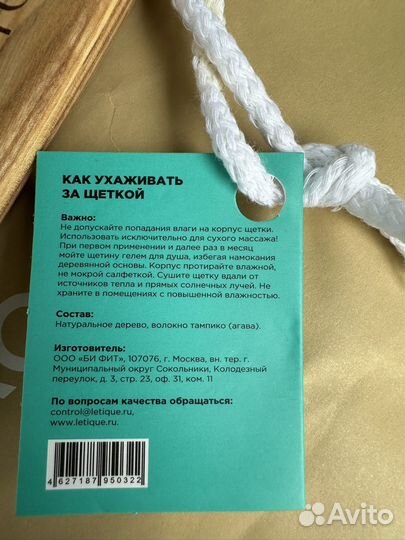 КАК УХАЖИВАТЬ
ЗА ЩЕТКОЙ
Важно:
Не допускайте попадания влаги на корпус щетки.
Использовать исключительно для сухого массажа!
При первом применении и далее раз в месяц
мойте щетину гелем для душа, избегая намокания
деревянной основы. Корпус протирайте влажной,
не мокрой салфеткой. Сушите щетку вдали от
источников тепла и прямых солнечных лучей. Не
храните в помещениях с повышенной влажностью.
Состав:
Натуральное дерево, волокно тампико (агава).
Изготовитель:
ООО «БИ ФИТ», 107076, г. Москва, вн. тер. г.
Муниципальный округ Сокольники, Колодезный
переулок, д. 3, стр. 23, оф. 31, ком. 11
По вопросам качества обращаться:
control@letique.ru,
www.letique.ru.
4 627187 950322
Avito